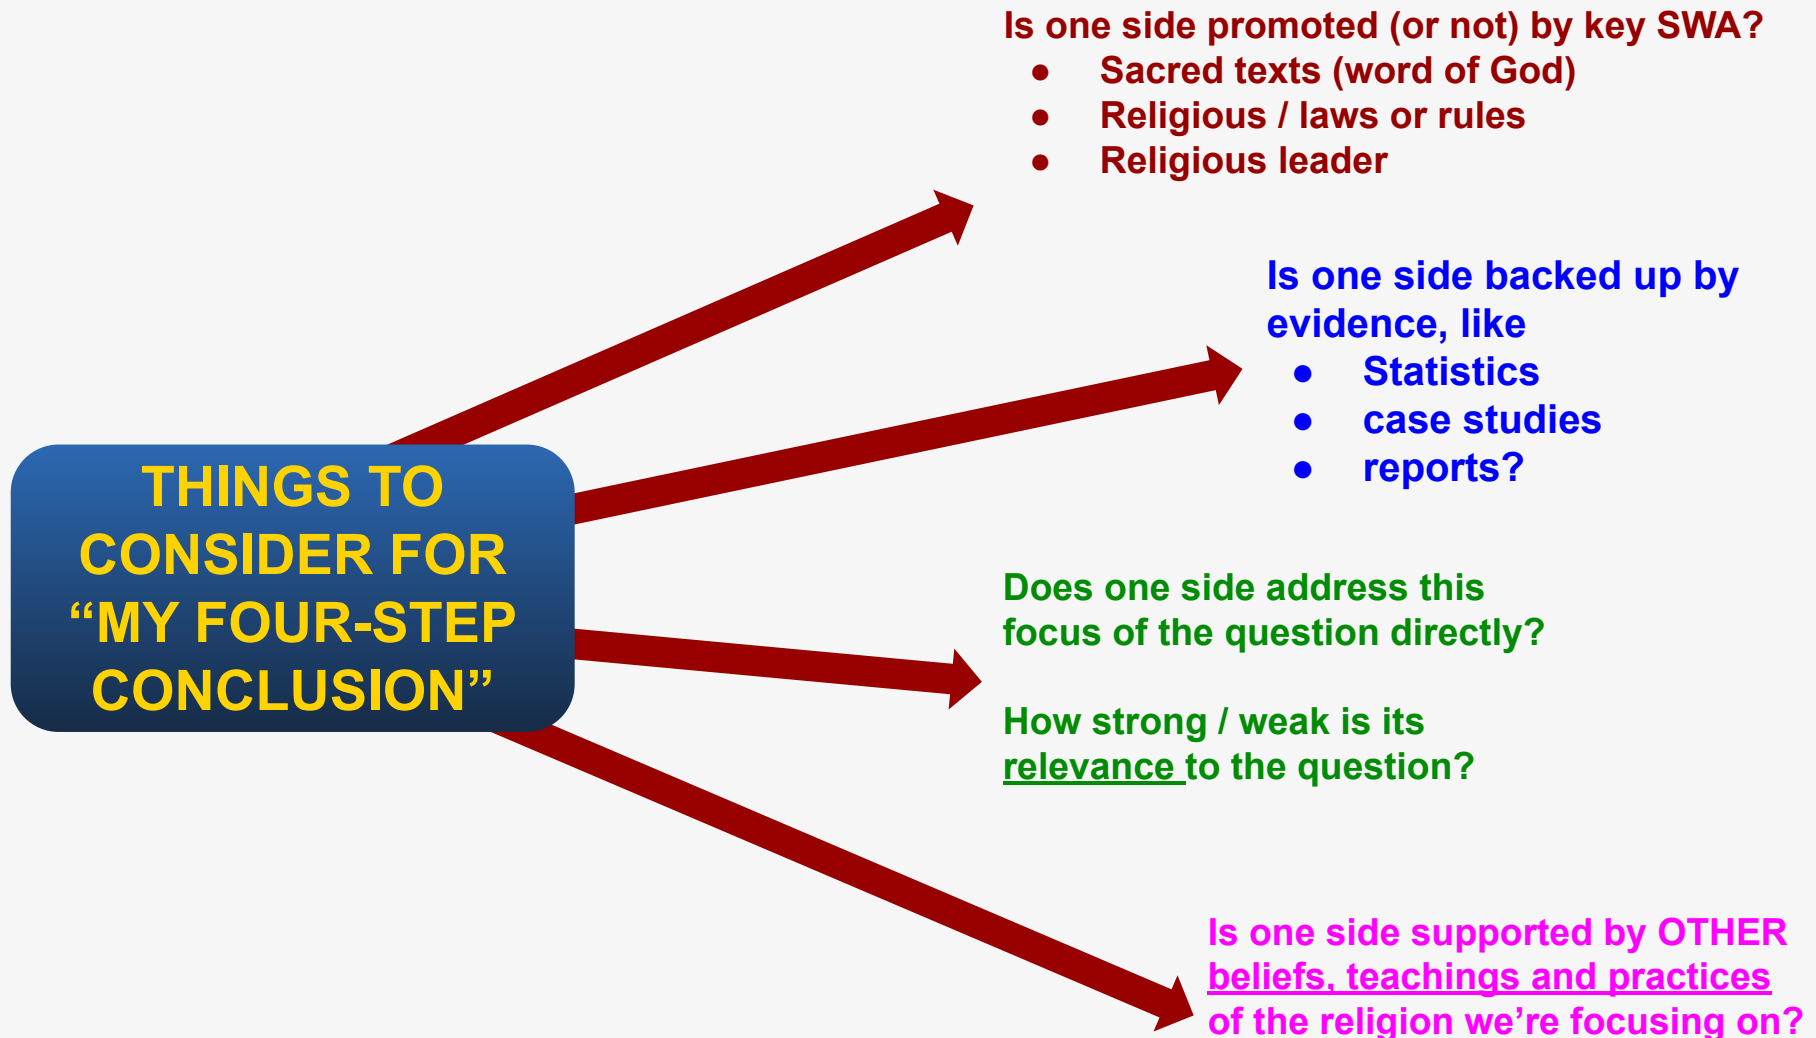 Is one side promoted (or not) by key SWA?
● Sacred texts (word of God)
● Religious / laws or rules
● Religious leader
Is one side backed up by
evidence, like
● Statistics
● case studies
● reports?
THINGS TO
CONSIDER FOR
“MY FOUR-STEP
CONCLUSION”
Does one side address this
focus of the question directly?
How strong / weak is its
relevance to the question?
Is one side supported by OTHER
beliefs, teachings and practices
of the religion we’re focusing on?